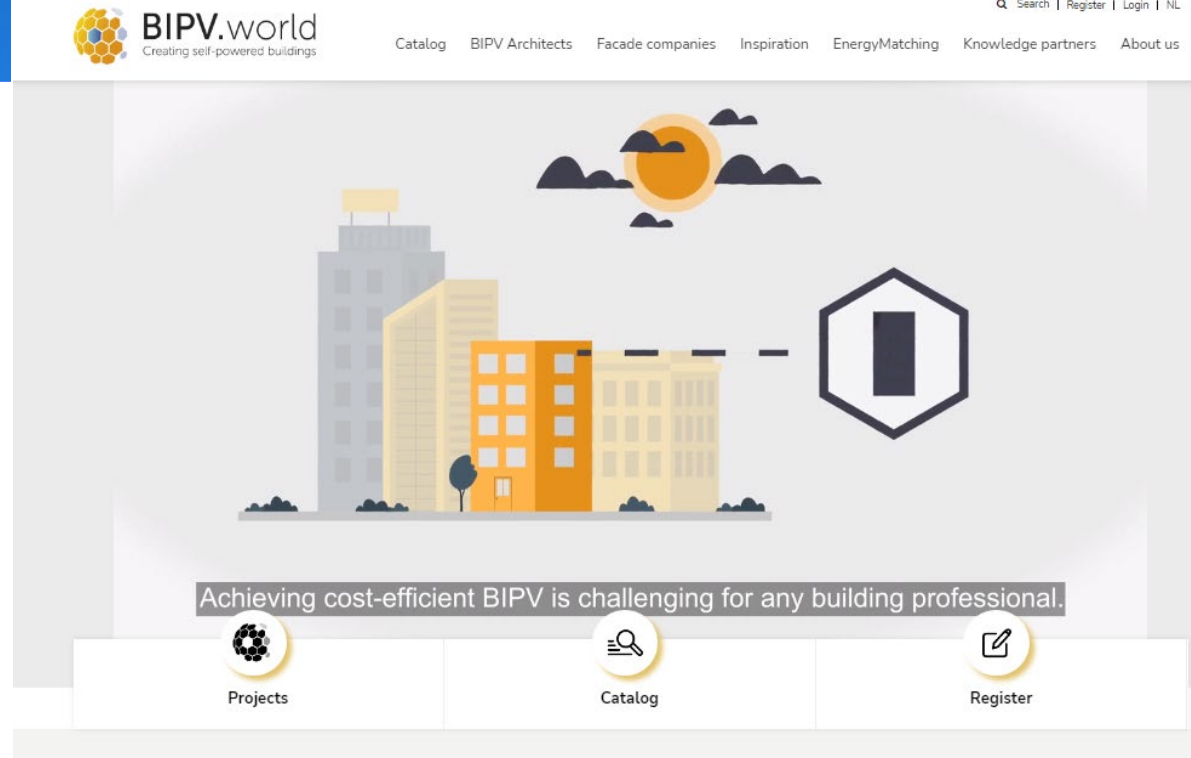 Search | Register | Login | NL
BIPV.world
Creating self-powered buildings
Catalog BIPV Architects Facade companies Inspiration EnergyMatching Knowledge partners About us
Achieving cost-efficient BIPV is challenging for any building professional.
Projects Catalog Register